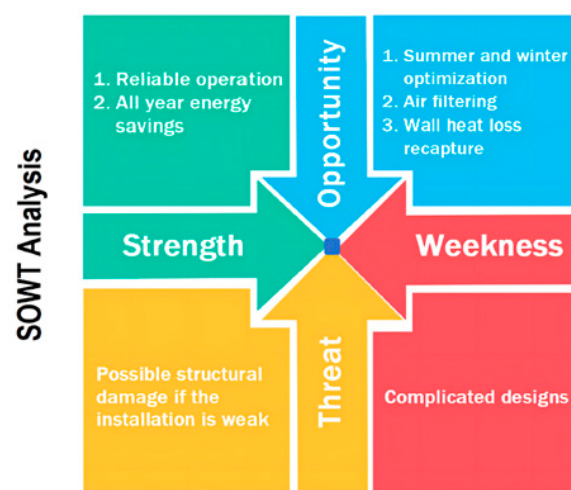 SOWT Analysis
1. Reliable operation
2. All year energy
savings
Opportunity
1. Summer and winter
optimization
2. Air filtering
3. Wall heat loss
recapture
Strength
Weekness
Possible structural
damage if the
installation is weak
Threat
Complicated designs